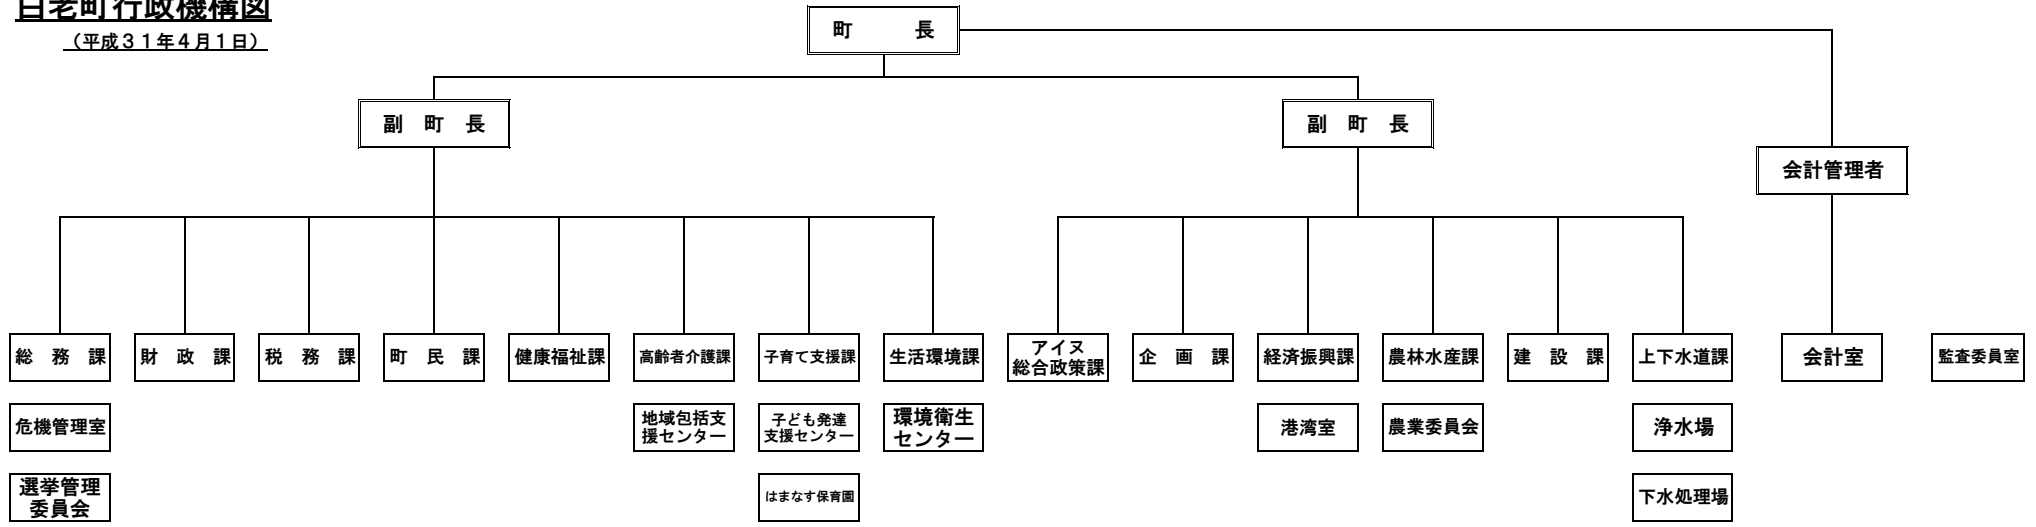 白老町行政機構図
（平成３１年４月１日）
町　　　長
副　町　長
副　町　長
会計管理者
総　務　課
財　政　課
税　務　課
町　民　課
健康福祉課
高齢者介護課
子育て支援課
生活環境課
アイヌ
総合政策課
企　画　課
経済振興課
農林水産課
建　設　課
上下水道課
会計室
監査委員室
危機管理室
地域包括支
援センター
子ども発達
支援センター
環境衛生
センター
港湾室
農業委員会
浄水場
選挙管理
委員会
はまなす保育園
下水処理場